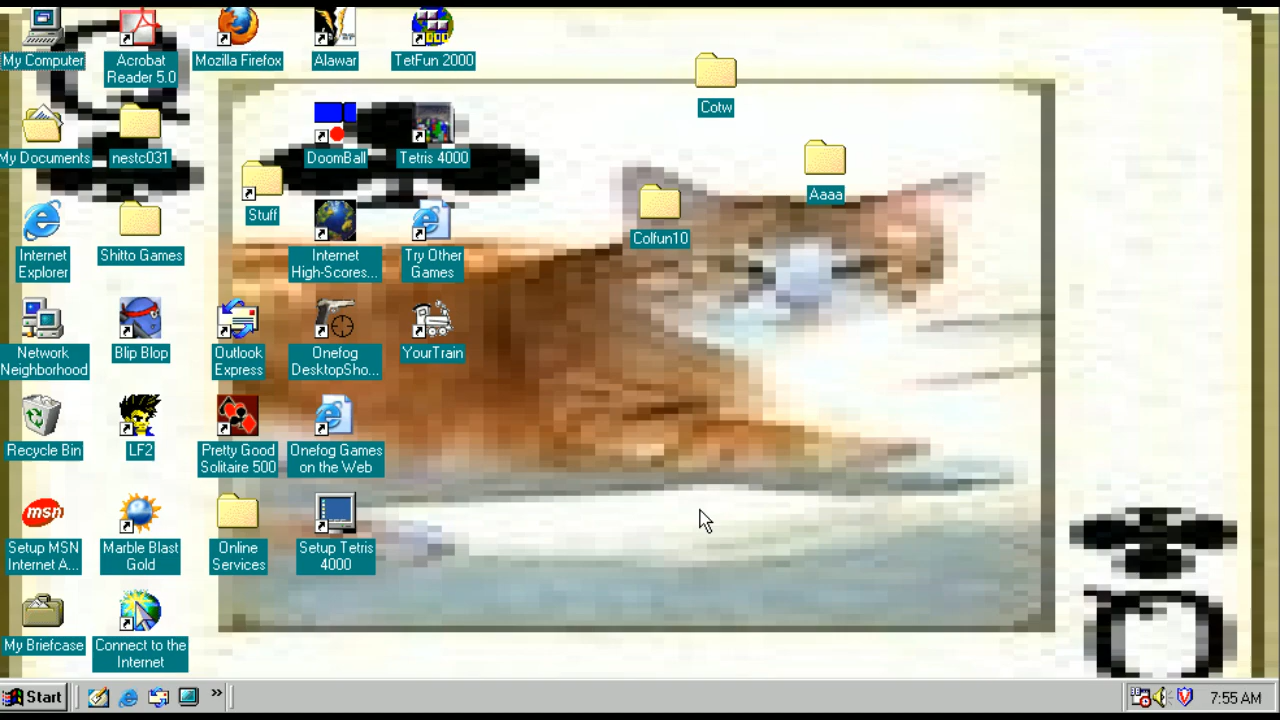 My Computer
Acrobat
Reader 5.0
Mozilla Firefox
Alawar
TetFun 2000
Cotw
My Documents
nestc031
DoomBall
Tetris 4000
Aaaa
Stuff
Colfun10
Internet
Explorer
Shitto Games
Internet
High-Scores...
Try Other
Games
Network
Neighborhood
Blip Blop
Outlook
Express
Onefog
DesktopSho...
YourTrain
Recycle Bin
LF2
Pretty Good
Solitaire 500
Onefog Games
on the Web
msn
Setup MSN
Internet A...
Marble Blast
Gold
Online
Services
Setup Tetris
4000
My Briefcase
Connect to the
Internet
Start
7:55 AM